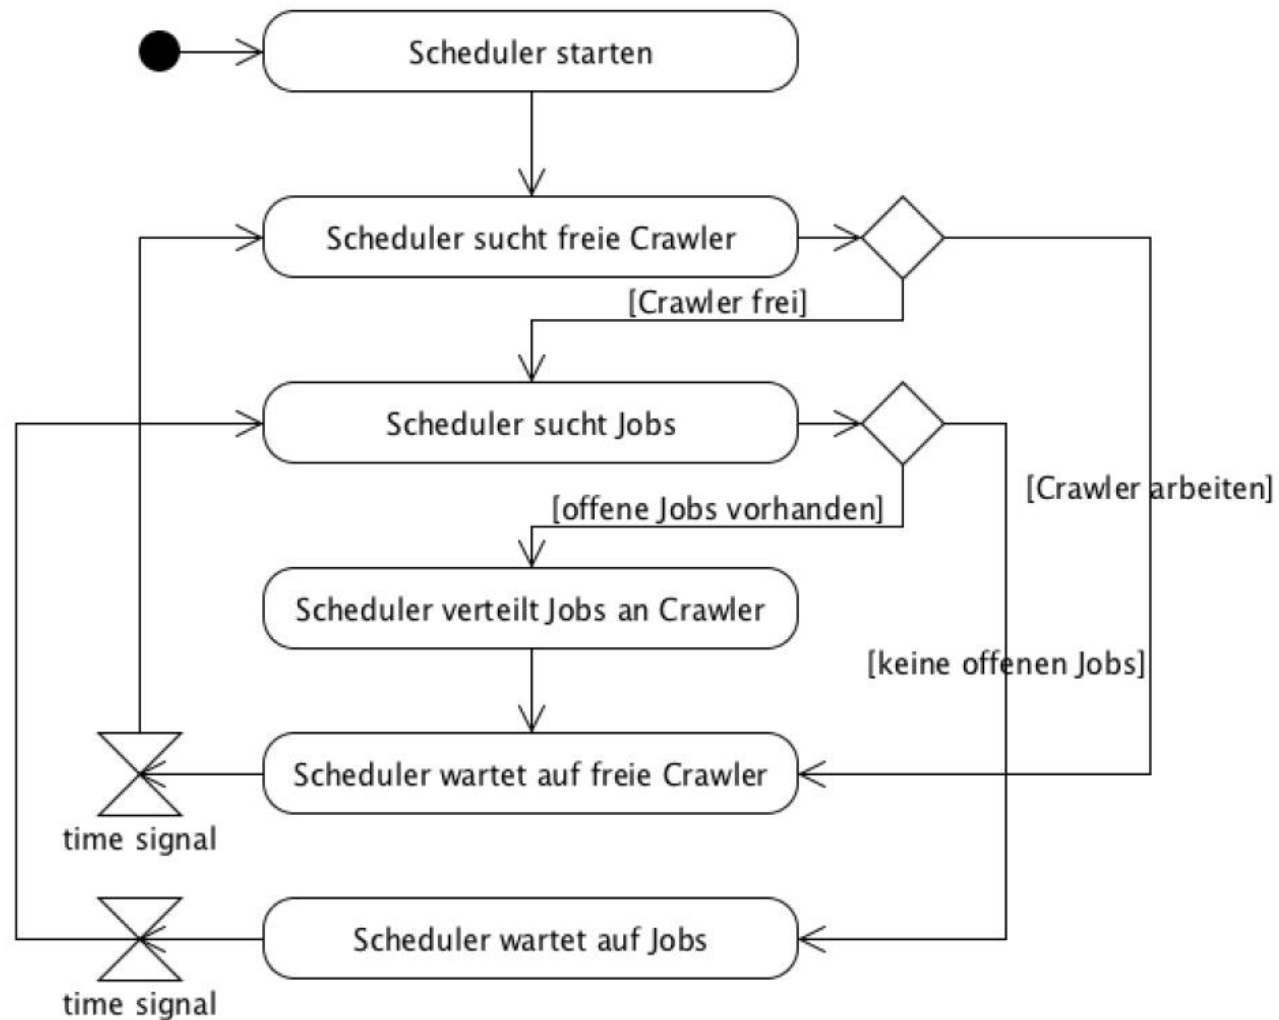 Scheduler starten
Scheduler sucht freie Crawler
[Crawler frei]
Scheduler sucht Jobs
[Crawler arbeiten]
[offene Jobs vorhanden]
Scheduler verteilt Jobs an Crawler
[keine offenen Jobs]
Scheduler wartet auf freie Crawler
time signal
Scheduler wartet auf Jobs
time signal